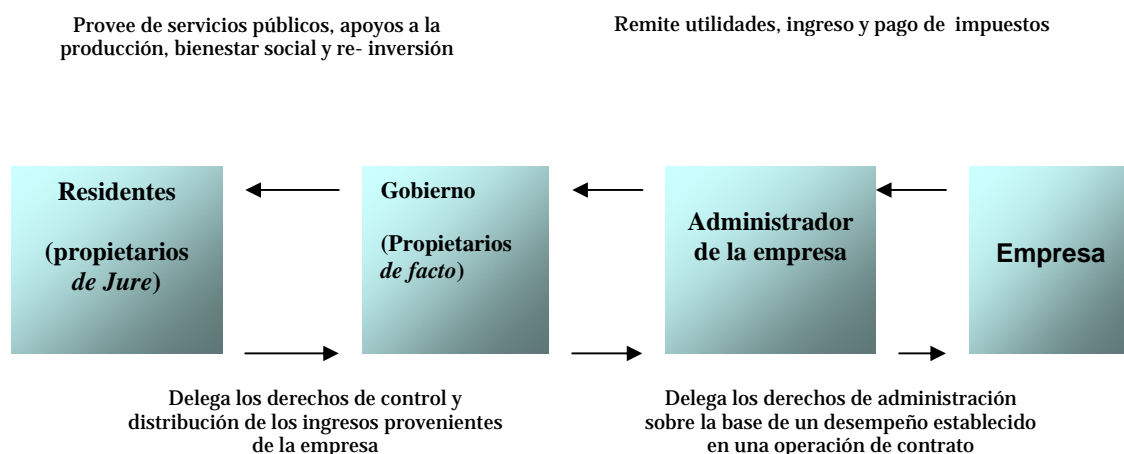 Provee de servicios públicos, apoyos a la
producción, bienestar social y re- inversión
Remite utilidades, ingreso y pago de  impuestos
Residentes
(propietarios
de Jure)
Gobierno
(Propietarios
de facto)
Administrador
de la empresa
Empresa
Delega los derechos de control y
distribución de los ingresos provenientes
de la empresa
Delega los derechos de administración
sobre la base de un desempeño establecido
en una operación de contrato